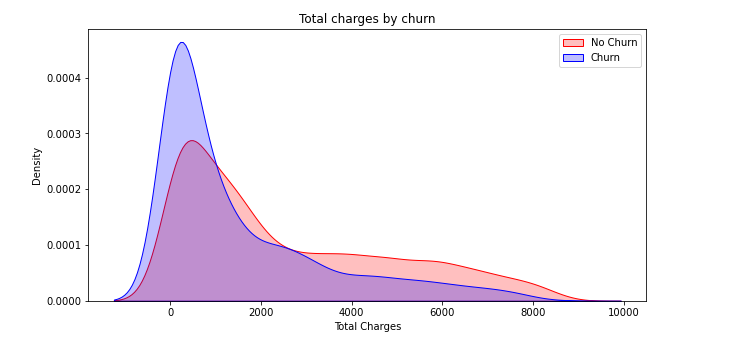 Total charges by churn
No Churn
Churn
0.0004
0.0003
0.0002
0.0001
0.0000
Density
0
2000
4000
6000
8000
10000
Total Charges